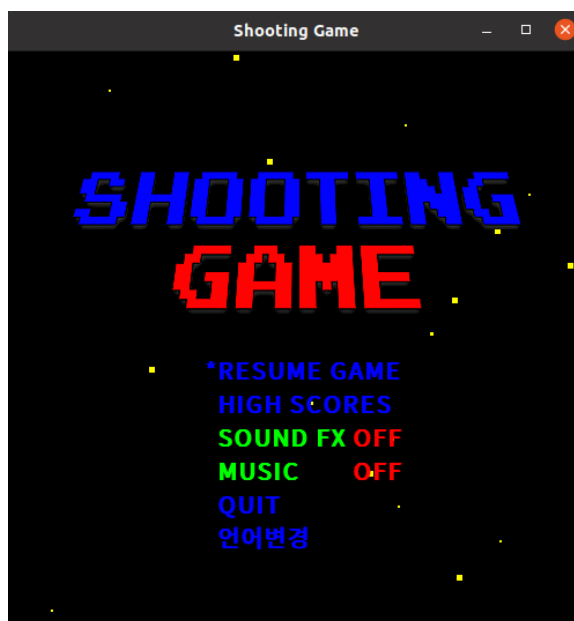 Shooting Game
SHOOTING
GAME
*RESUME GAME
HIGH SCORES
SOUND FX OFF
MUSIC OFF
QUIT
언어변경